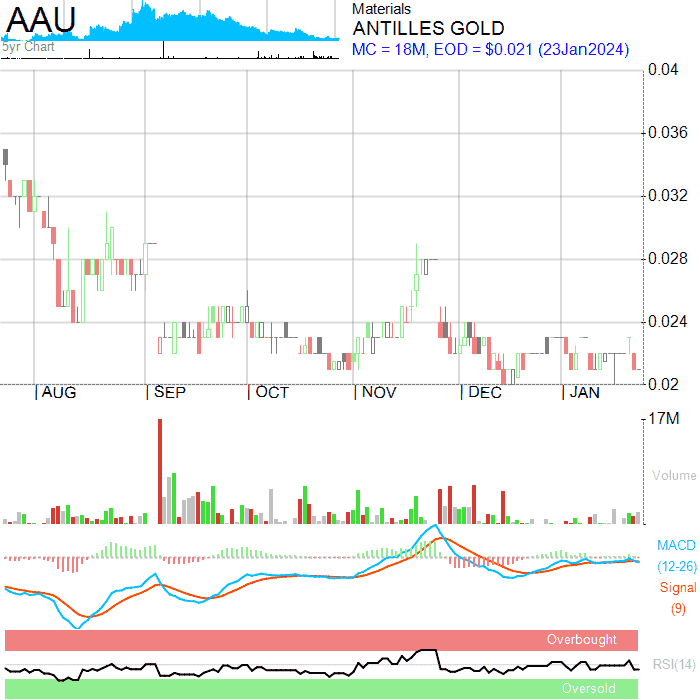 AAU
5yr Chart
Materials
ANTILLES GOLD
MC = 18M, EOD = $0.021 (23Jan2024)
0.04
0.036
0.032
0.028
0.024
0.02
AUG SEP OCT NOV DEC JAN
17M
Volume
MACD
(12-26)
Signal
(9)
Overbought
RSI(14)
Oversold